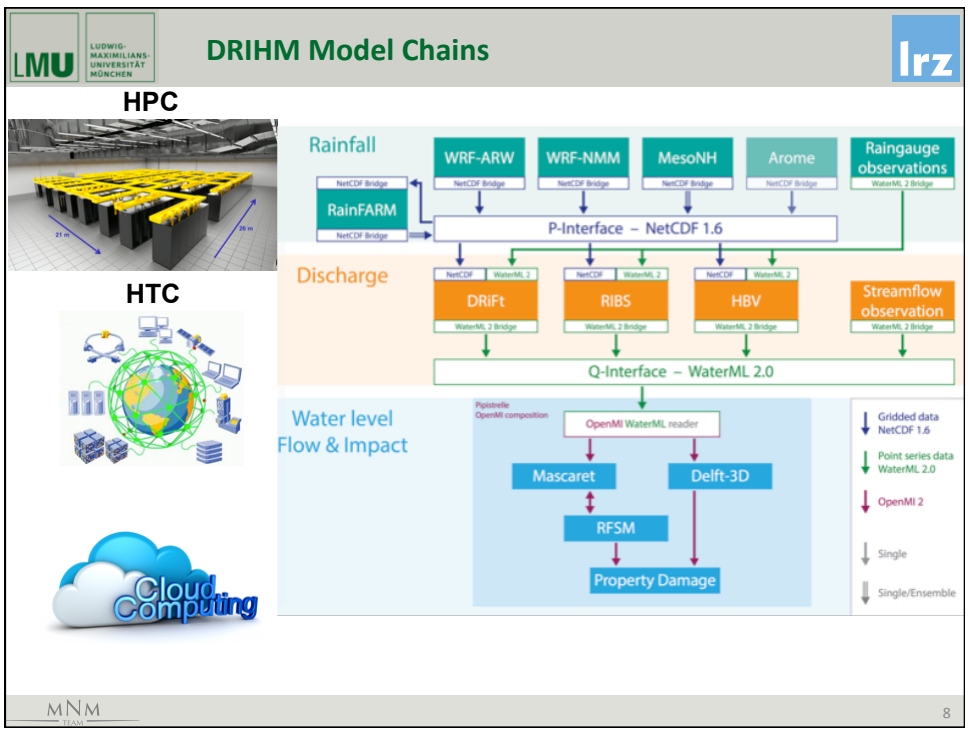 LMU
LUDWIG-
MAXIMILIANS-
UNIVERSITÄT
MÜNCHEN
DRIHM Model Chains
lrz
HPC
21 m
26 m
HTC
Cloud
Computing
Rainfall
WRF-ARW
NetCDF Bridge
WRF-NMM
NetCDF Bridge
MesoNH
NetCDF Bridge
Arome
NetCDF Bridge
Raingauge
observations
WaterML 2 Bridge
NetCDF Bridge
RainFARM
NetCDF Bridge
P-Interface – NetCDF 1.6
Discharge
NetCDF
WaterML 2
DRiFt
WaterML 2 Bridge
NetCDF
WaterML 2
RIBS
WaterML 2 Bridge
NetCDF
WaterML 2
HBV
WaterML 2 Bridge
Streamflow
observation
WaterML 2 Bridge
Q-Interface – WaterML 2.0
Water level
Flow & Impact
Pipistrelle
OpenMI composition
OpenMI WaterML reader
Mascaret
Delft-3D
RFSM
Property Damage
Gridded data
NetCDF 1.6
Point series data
WaterML 2.0
OpenMI 2
Single
Single/Ensemble
MNM
TEAM
8